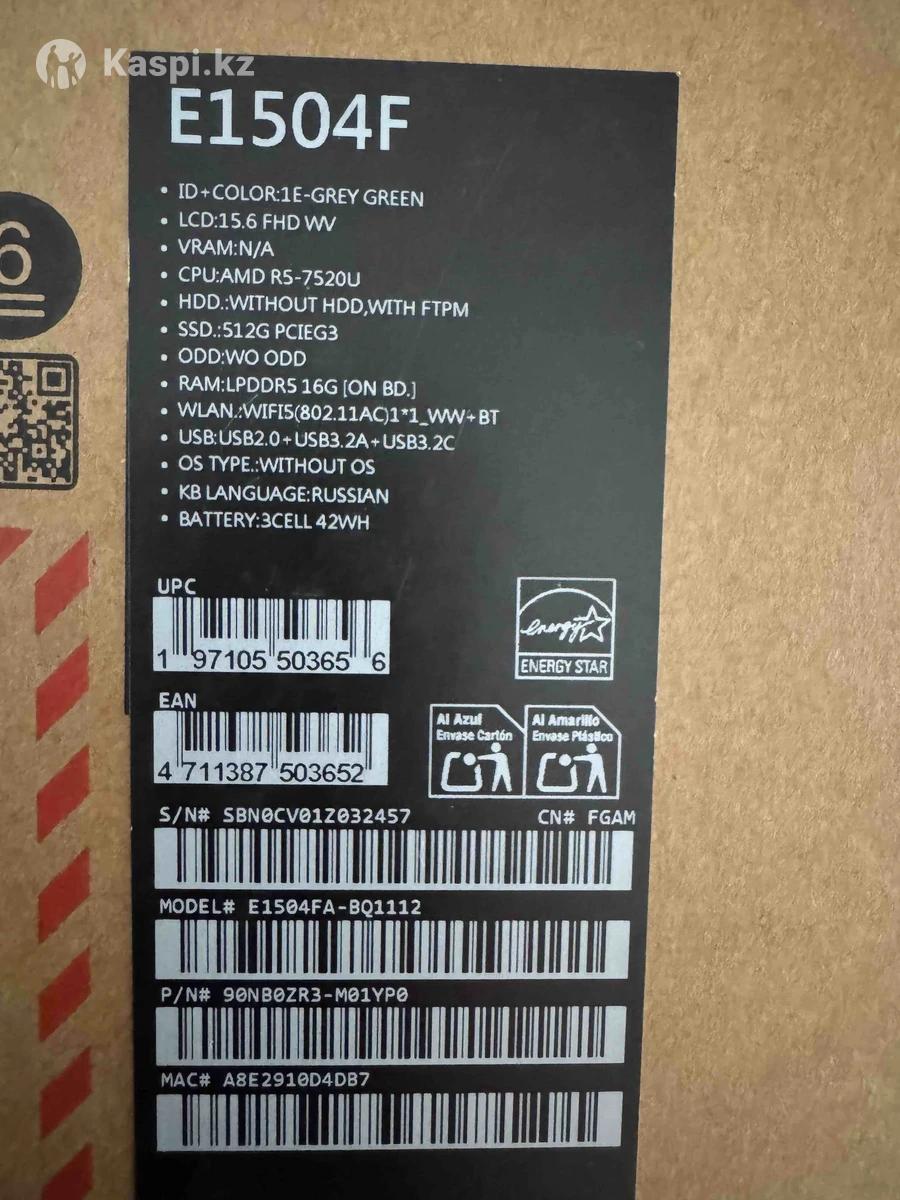 Kaspi.kz
E1504F
• ID+COLOR:1E-GREY GREEN
• LCD:15.6 FHD WV
• VRAM:N/A
• CPU:AMD R5-7520U
• HDD.:WITHOUT HDD,WITH FTPM
• SSD.:512G PCIEG3
• ODD:WO ODD
• RAM:LPDDR5 16G [ON BD.]
• WLAN.:WIFI5(802.11AC)1*1_WW+BT
• USB:USB2.0+USB3.2A+USB3.2C
• OS TYPE.:WITHOUT OS
• KB LANGUAGE:RUSSIAN
• BATTERY:3CELL 42WH
6
UPC
1 97105 50365 6
energy
ENERGY STAR
EAN
4 711387 503652
Al Azul
Envase Cartón
Al Amarillo
Envase Plástico
S/N# SBN0CV01Z032457 CN# FGAM
MODEL# E1504FA-BQ1112
P/N# 90NB0ZR3-M01YP0
MAC# A8E2910D4DB7